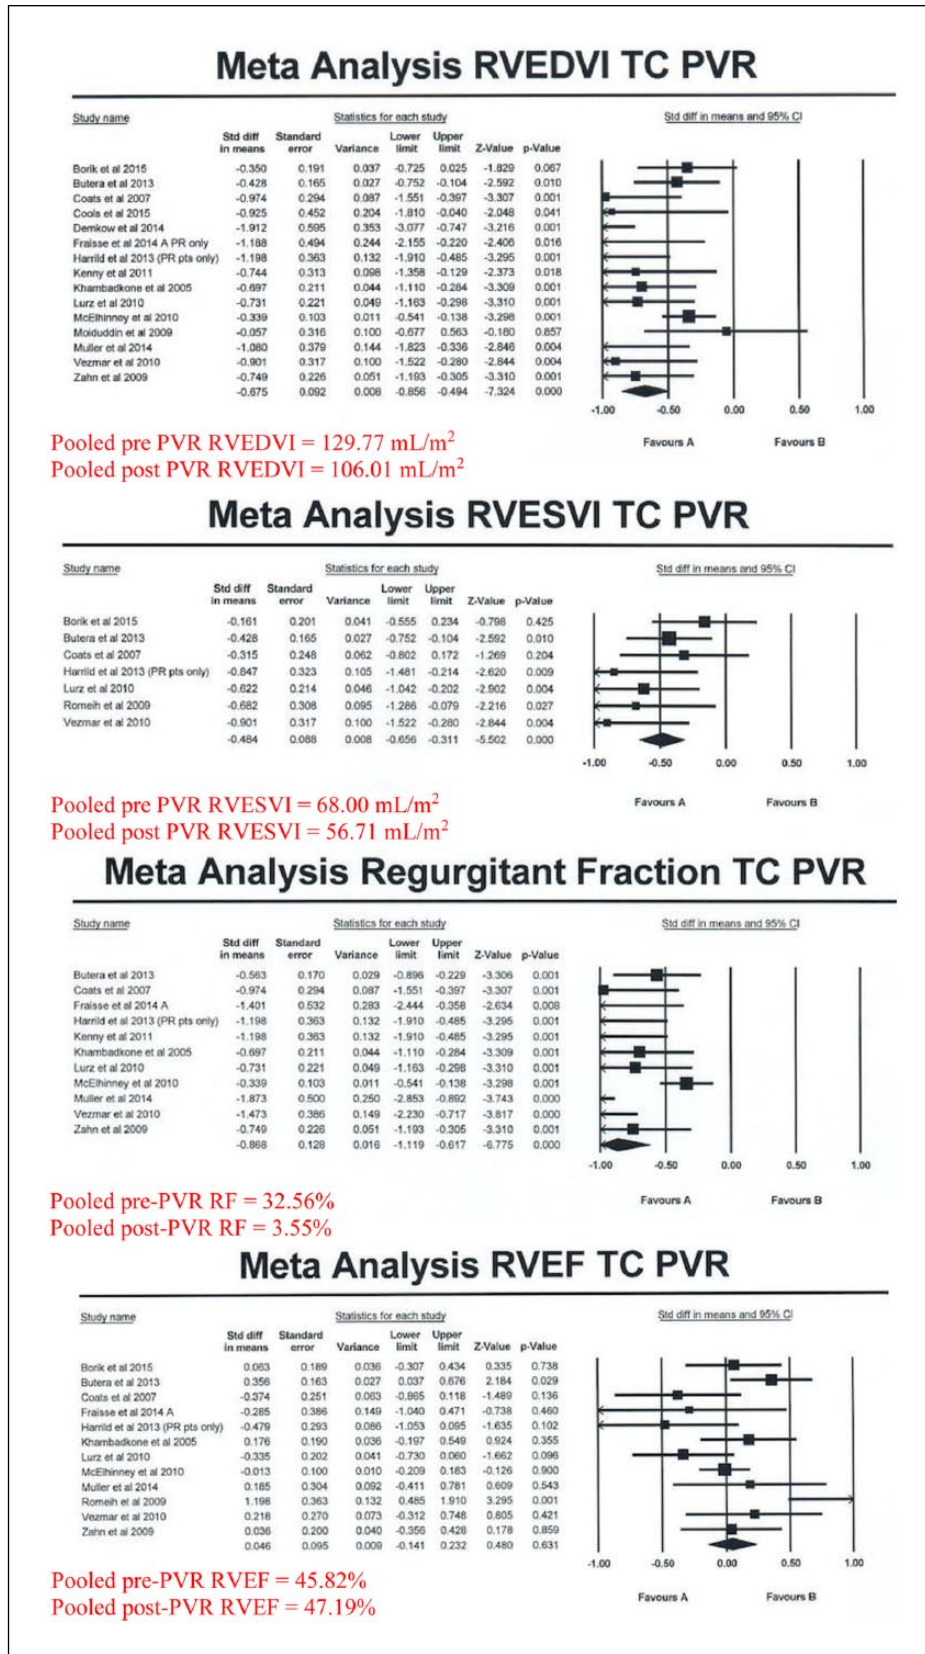 Meta Analysis RVEDVI TC PVR
Study name Statistics for each study Std diff in means and 95% CI
Std diff in means Standard error Variance Lower limit Upper limit Z-Value p-Value
Borik et al 2015 -0.350 0.191 0.037 -0.725 0.025 -1.829 0.067
Butera et al 2013 -0.428 0.165 0.027 -0.752 -0.104 -2.592 0.010
Coats et al 2007 -0.974 0.294 0.087 -1.551 -0.397 -3.307 0.001
Cools et al 2015 -0.925 0.452 0.204 -1.810 -0.040 -2.048 0.041
Demkow et al 2014 -1.912 0.595 0.353 -3.077 -0.747 -3.216 0.001
Fraisse et al 2014 A PR only -1.188 0.494 0.244 -2.155 -0.220 -2.406 0.016
Harrild et al 2013 (PR pts only) -1.198 0.363 0.132 -1.910 -0.485 -3.295 0.001
Kenny et al 2011 -0.744 0.313 0.098 -1.358 -0.129 -2.373 0.018
Khambadkone et al 2005 -0.697 0.211 0.044 -1.110 -0.284 -3.309 0.001
Lurz et al 2010 -0.731 0.221 0.049 -1.163 -0.298 -3.310 0.001
McElhinney et al 2010 -0.339 0.103 0.011 -0.541 -0.138 -3.298 0.001
Moiduddin et al 2009 -0.057 0.316 0.100 -0.677 0.563 -0.180 0.857
Muller et al 2014 -1.080 0.379 0.144 -1.823 -0.336 -2.846 0.004
Vezmar et al 2010 -0.901 0.317 0.100 -1.522 -0.280 -2.844 0.004
Zahn et al 2009 -0.749 0.226 0.051 -1.193 -0.305 -3.310 0.001
-0.675 0.092 0.008 -0.856 -0.494 -7.324 0.000
-1.00 -0.50 0.00 0.50 1.00
Favours A Favours B
Pooled pre PVR RVEDVI = 129.77 mL/m²
Pooled post PVR RVEDVI = 106.01 mL/m²
Meta Analysis RVESVI TC PVR
Study name Statistics for each study Std diff in means and 95% CI
Std diff in means Standard error Variance Lower limit Upper limit Z-Value p-Value
Borik et al 2015 -0.161 0.201 0.041 -0.555 0.234 -0.798 0.425
Butera et al 2013 -0.428 0.165 0.027 -0.752 -0.104 -2.592 0.010
Coats et al 2007 -0.315 0.248 0.062 -0.802 0.172 -1.269 0.204
Harrild et al 2013 (PR pts only) -0.847 0.323 0.105 -1.481 -0.214 -2.620 0.009
Lurz et al 2010 -0.622 0.214 0.046 -1.042 -0.202 -2.902 0.004
Romeih et al 2009 -0.682 0.308 0.095 -1.286 -0.079 -2.216 0.027
Vezmar et al 2010 -0.901 0.317 0.100 -1.522 -0.280 -2.844 0.004
-0.484 0.088 0.008 -0.656 -0.311 -5.502 0.000
-1.00 -0.50 0.00 0.50 1.00
Favours A Favours B
Pooled pre PVR RVESVI = 68.00 mL/m²
Pooled post PVR RVESVI = 56.71 mL/m²
Meta Analysis Regurgitant Fraction TC PVR
Study name Statistics for each study Std diff in means and 95% CI
Std diff in means Standard error Variance Lower limit Upper limit Z-Value p-Value
Butera et al 2013 -0.563 0.170 0.029 -0.896 -0.229 -3.306 0.001
Coats et al 2007 -0.974 0.294 0.087 -1.551 -0.397 -3.307 0.001
Fraisse et al 2014 A -1.401 0.532 0.283 -2.444 -0.358 -2.634 0.008
Harrild et al 2013 (PR pts only) -1.198 0.363 0.132 -1.910 -0.485 -3.295 0.001
Kenny et al 2011 -1.198 0.363 0.132 -1.910 -0.485 -3.295 0.001
Khambadkone et al 2005 -0.697 0.211 0.044 -1.110 -0.284 -3.309 0.001
Lurz et al 2010 -0.731 0.221 0.049 -1.163 -0.298 -3.310 0.001
McElhinney et al 2010 -0.339 0.103 0.011 -0.541 -0.138 -3.298 0.001
Muller et al 2014 -1.873 0.500 0.250 -2.853 -0.892 -3.743 0.000
Vezmar et al 2010 -1.473 0.386 0.149 -2.230 -0.717 -3.817 0.000
Zahn et al 2009 -0.749 0.226 0.051 -1.193 -0.305 -3.310 0.001
-0.868 0.128 0.016 -1.119 -0.617 -6.775 0.000
-1.00 -0.50 0.00 0.50 1.00
Favours A Favours B
Pooled pre-PVR RF = 32.56%
Pooled post-PVR RF = 3.55%
Meta Analysis RVEF TC PVR
Study name Statistics for each study Std diff in means and 95% CI
Std diff in means Standard error Variance Lower limit Upper limit Z-Value p-Value
Borik et al 2015 0.063 0.189 0.036 -0.307 0.434 0.335 0.738
Butera et al 2013 0.356 0.163 0.027 0.037 0.676 2.184 0.029
Coats et al 2007 -0.374 0.251 0.063 -0.865 0.118 -1.489 0.136
Fraisse et al 2014 A -0.285 0.386 0.149 -1.040 0.471 -0.738 0.460
Harrild et al 2013 (PR pts only) -0.479 0.293 0.086 -1.053 0.095 -1.635 0.102
Khambadkone et al 2005 0.176 0.190 0.036 -0.197 0.549 0.924 0.355
Lurz et al 2010 -0.335 0.202 0.041 -0.730 0.060 -1.662 0.096
McElhinney et al 2010 -0.013 0.100 0.010 -0.209 0.183 -0.126 0.900
Muller et al 2014 0.185 0.304 0.092 -0.411 0.781 0.609 0.543
Romeih et al 2009 1.198 0.363 0.132 0.485 1.910 3.295 0.001
Vezmar et al 2010 0.218 0.270 0.073 -0.312 0.748 0.805 0.421
Zahn et al 2009 0.036 0.200 0.040 -0.356 0.428 0.178 0.859
0.046 0.095 0.009 -0.141 0.232 0.480 0.631
-1.00 -0.50 0.00 0.50 1.00
Favours A Favours B
Pooled pre-PVR RVEF = 45.82%
Pooled post-PVR RVEF = 47.19%